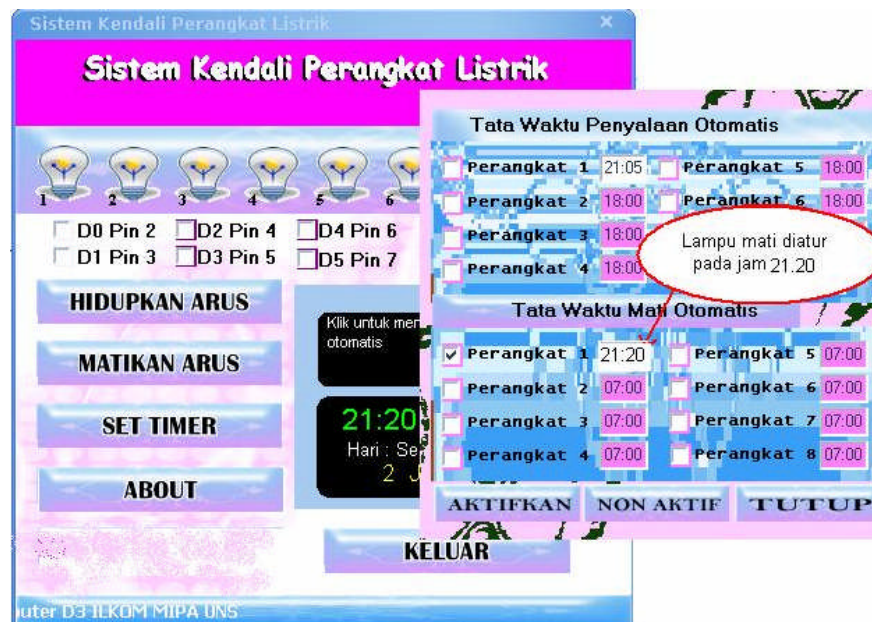 Sistem Kendali Perangkat Listrik
Sistem Kendali Perangkat Listrik
1 2 3 4 5 6
D0 Pin 2 D2 Pin 4 D4 Pin 6
D1 Pin 3 D3 Pin 5 D5 Pin 7
HIDUPKAN ARUS
MATIKAN ARUS
SET TIMER
ABOUT
Klik untuk
otomatis
21:20
Hari :
2
KELUAR
D3 ILKOM MIPA UNS
Tata Waktu Penyalaan Otomatis
Perangkat 1 21:05 Perangkat 5 18:00
Perangkat 2 18:00 Perangkat 6 18:00
Perangkat 3 18:00
Perangkat 4 18:00
Lampu mati diatur
pada jam 21.20
Tata Waktu Mati Otomatis
Perangkat 1 21:20 Perangkat 5 07:00
Perangkat 2 07:00 Perangkat 6 07:00
Perangkat 3 07:00 Perangkat 7 07:00
Perangkat 4 07:00 Perangkat 8 07:00
AKTIFKAN NON AKTIF TUTUP